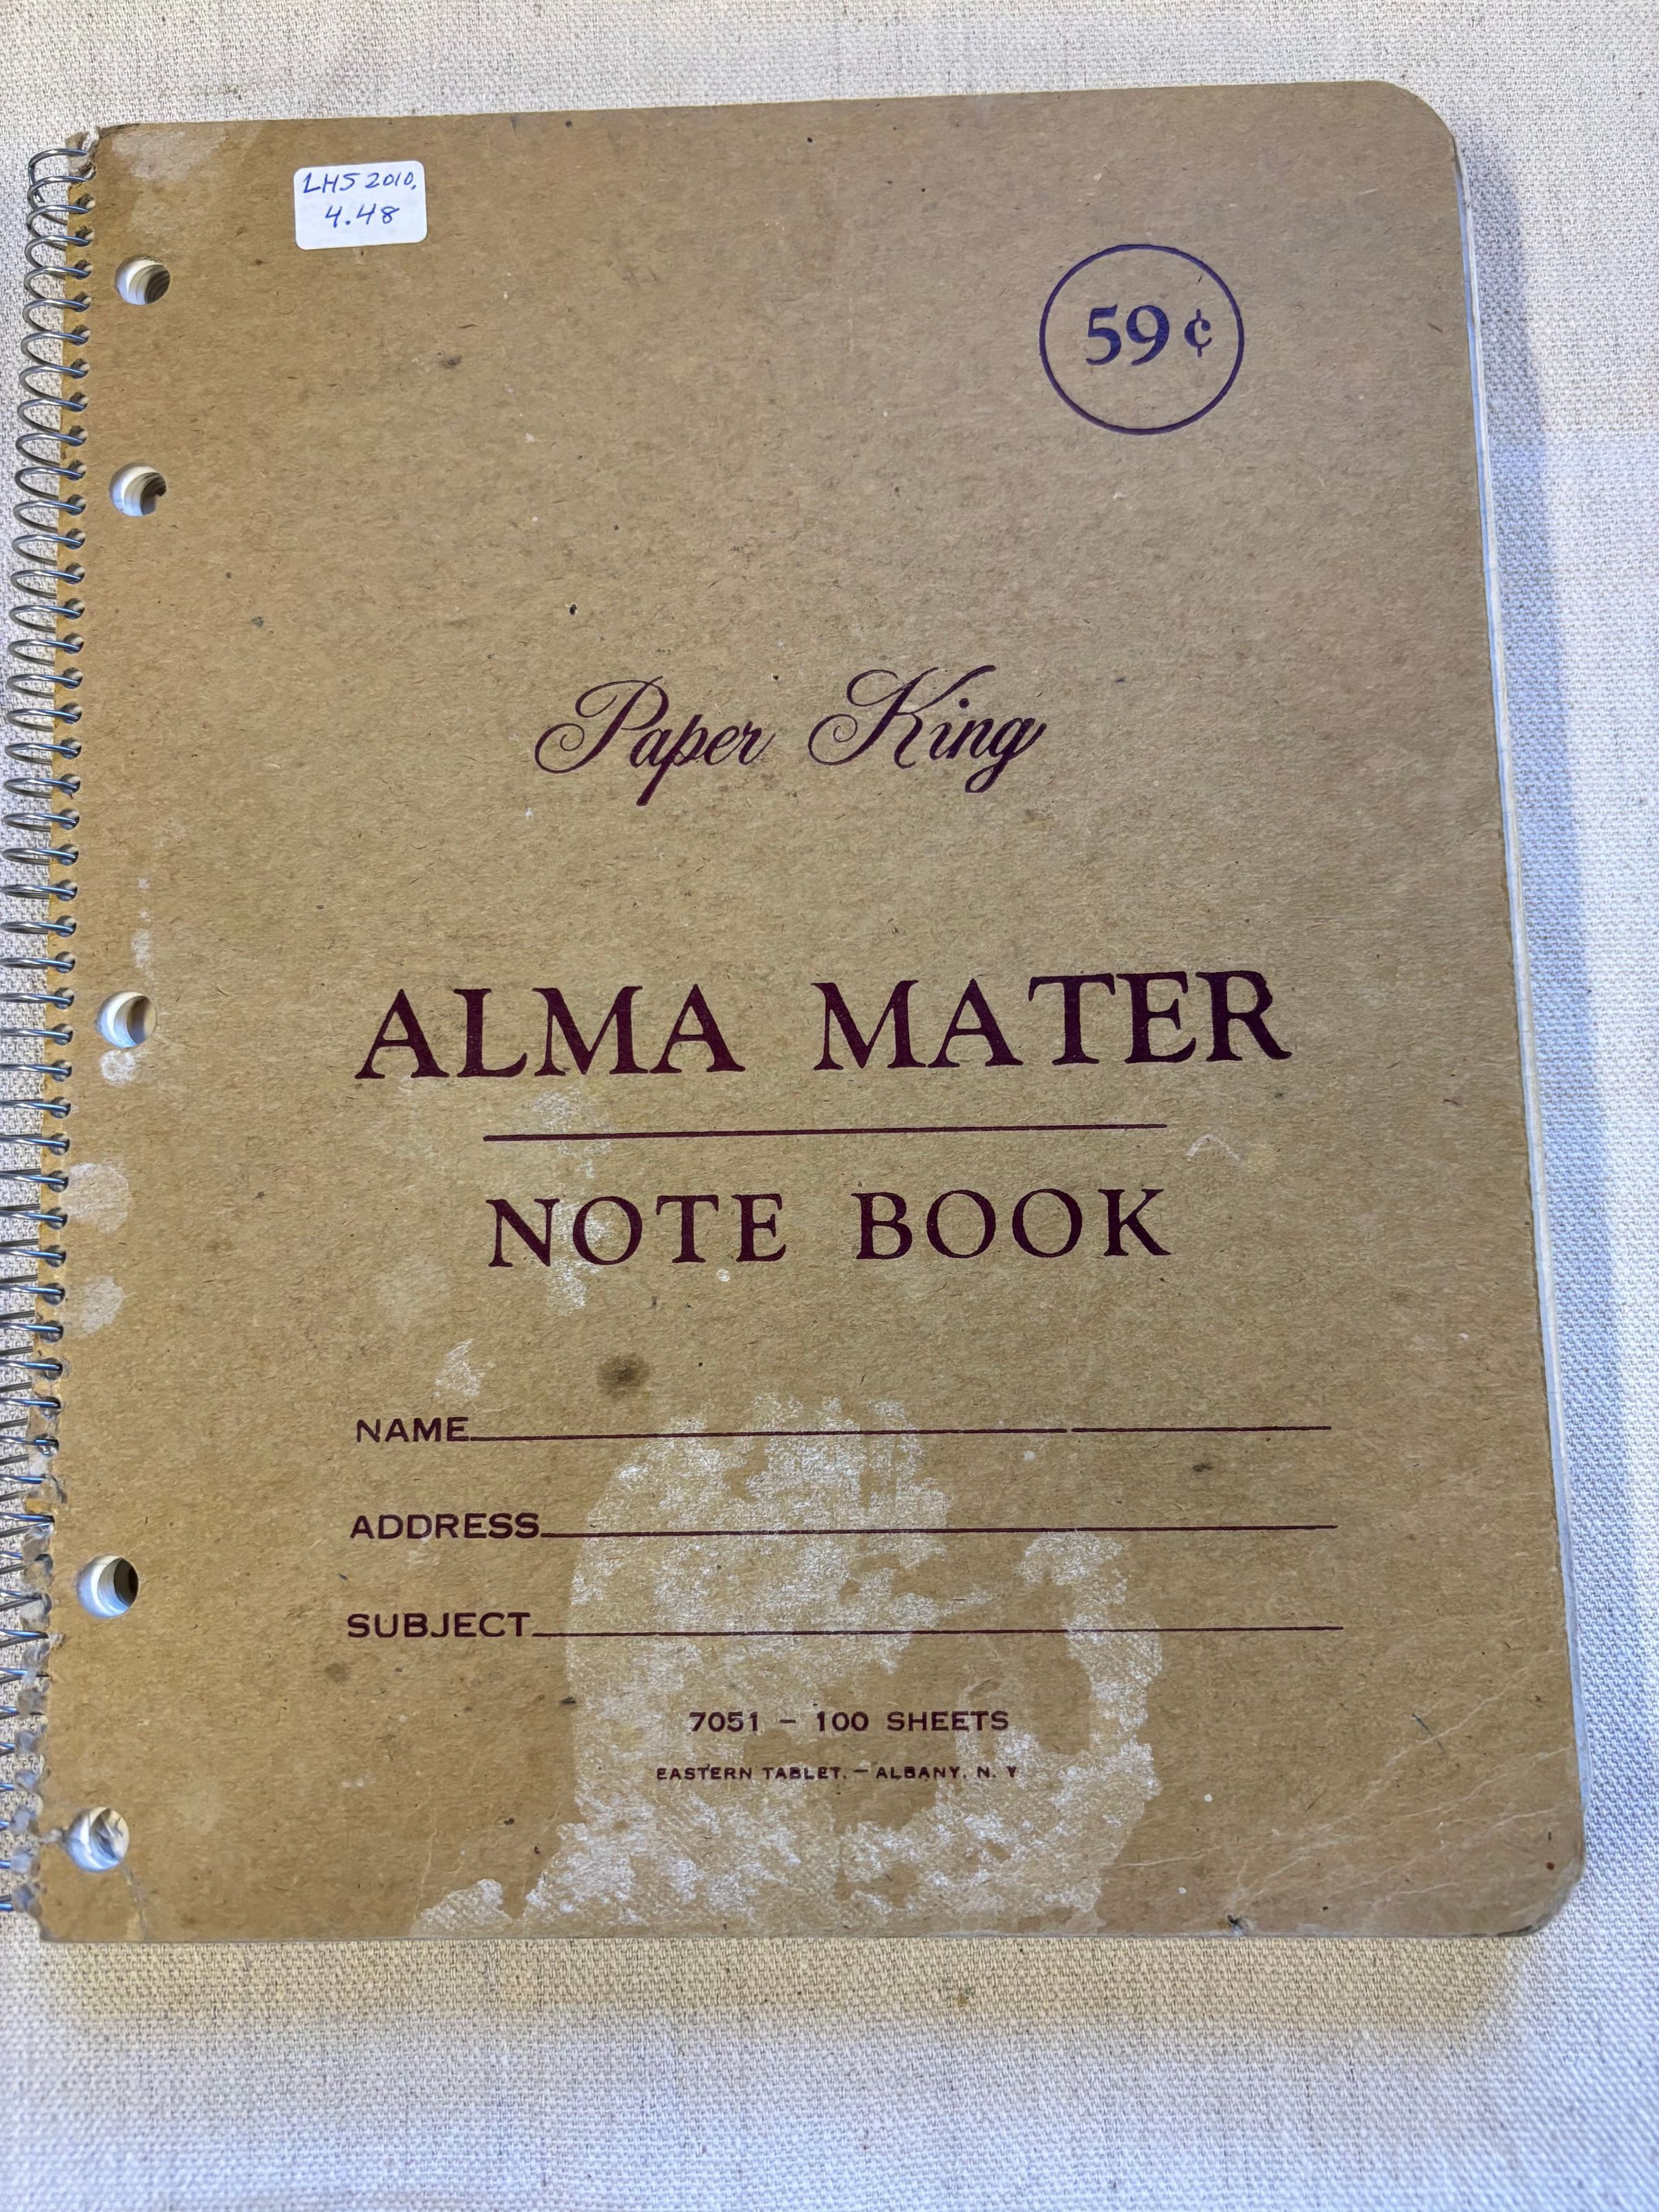 LHS 2010.
4.48
59¢
Paper King
ALMA MATER
NOTE BOOK
NAME
ADDRESS
SUBJECT
7051 – 100 SHEETS
EASTERN TABLET. – ALBANY, N. Y